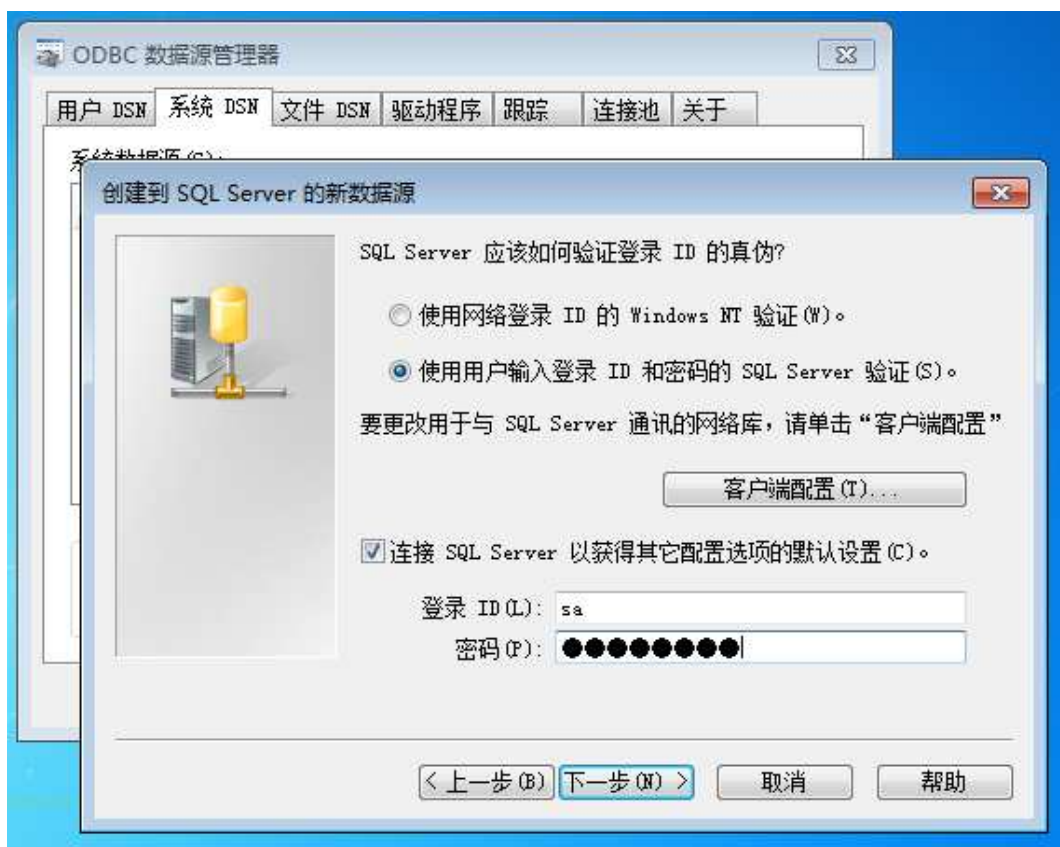 ODBC 数据源管理器
用户 DSN 系统 DSN 文件 DSN 驱动程序 跟踪 连接池 关于
系统数据源(S):
创建到 SQL Server 的新数据源
SQL Server 应该如何验证登录 ID 的真伪?
使用网络登录 ID 的 Windows NT 验证(W)。
使用用户输入登录 ID 和密码的 SQL Server 验证(S)。
要更改用于与 SQL Server 通讯的网络库，请单击“客户端配置”
客户端配置(T)...
连接 SQL Server 以获得其它配置选项的默认设置(C)。
登录 ID(L): sa
密码(P): ●●●●●●●●
< 上一步(B) 下一步(N) > 取消 帮助